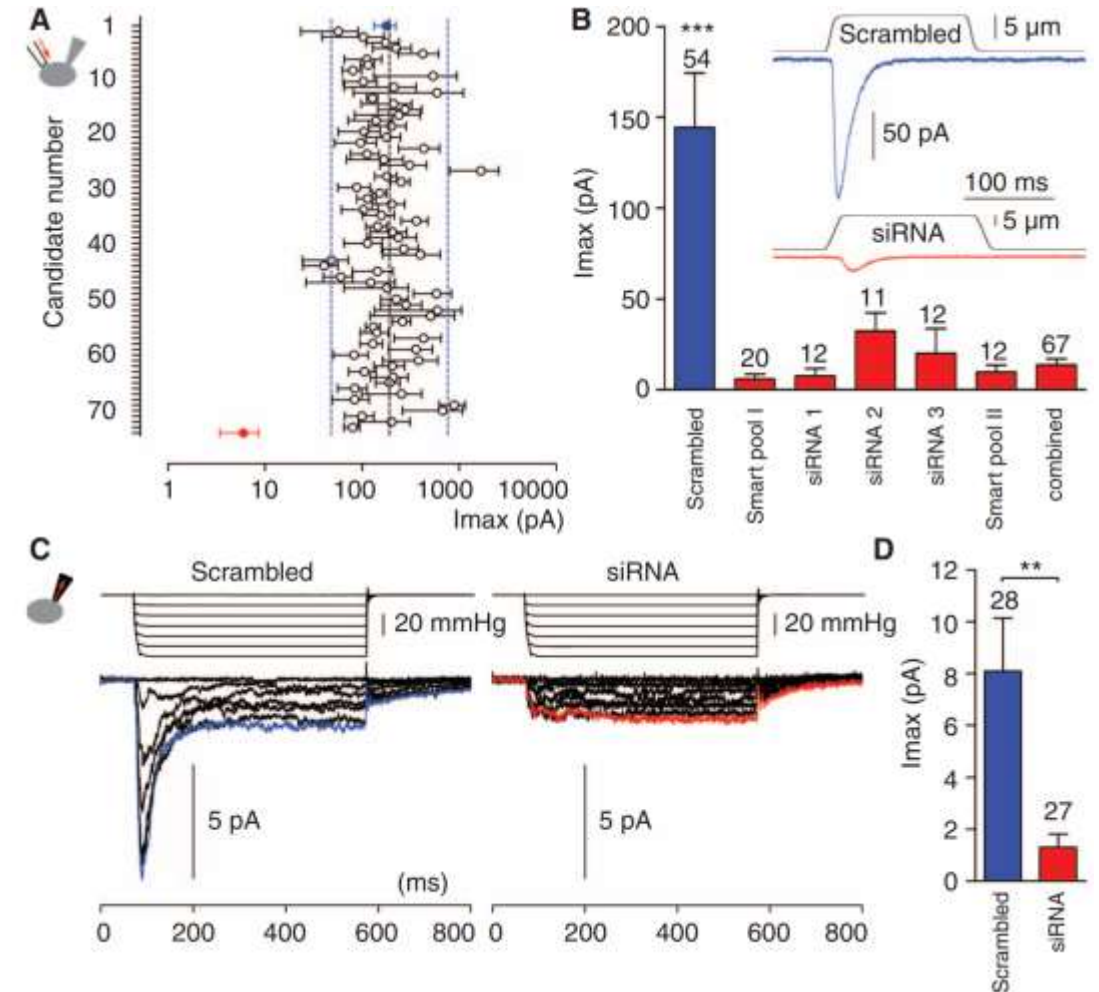 A
1
10
20
30
40
50
60
70
Candidate number
1 10 100 1000 10000
Imax (pA)
B
200
150
100
50
0
Imax (pA)
***
54
20
12
11
12
12
67
Scrambled
Smart pool I
siRNA 1
siRNA 2
siRNA 3
Smart pool II
combined
Scrambled
5 µm
50 pA
100 ms
siRNA
5 µm
C
Scrambled
20 mmHg
5 pA
(ms)
0 200 400 600 800
siRNA
20 mmHg
5 pA
0 200 400 600 800
D
12
10
8
6
4
2
0
Imax (pA)
**
28
27
Scrambled
siRNA